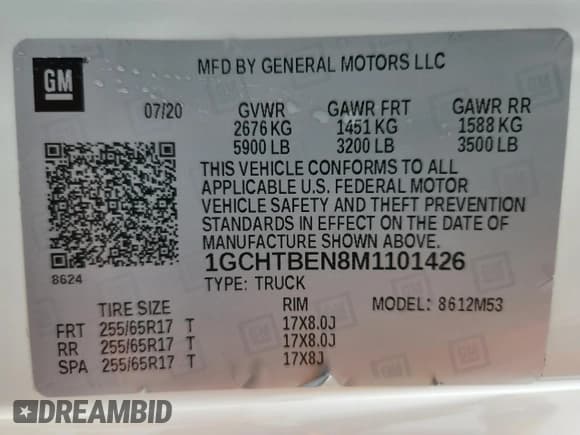 GM
MFD BY GENERAL MOTORS LLC
07/20 GVWR GAWR FRT GAWR RR
2676 KG 1451 KG 1588 KG
5900 LB 3200 LB 3500 LB
THIS VEHICLE CONFORMS TO ALL
APPLICABLE U.S. FEDERAL MOTOR
VEHICLE SAFETY AND THEFT PREVENTION
STANDARDS IN EFFECT ON THE DATE OF
MANUFACTURE SHOWN ABOVE.
8624
1GCHTBEN8M1101426
TYPE: TRUCK MODEL: 8612M53
TIRE SIZE RIM
FRT 255/65R17 T 17X8.0J
RR 255/65R17 T 17X8.0J
SPA 255/65R17 T 17X8J
DREAMBID